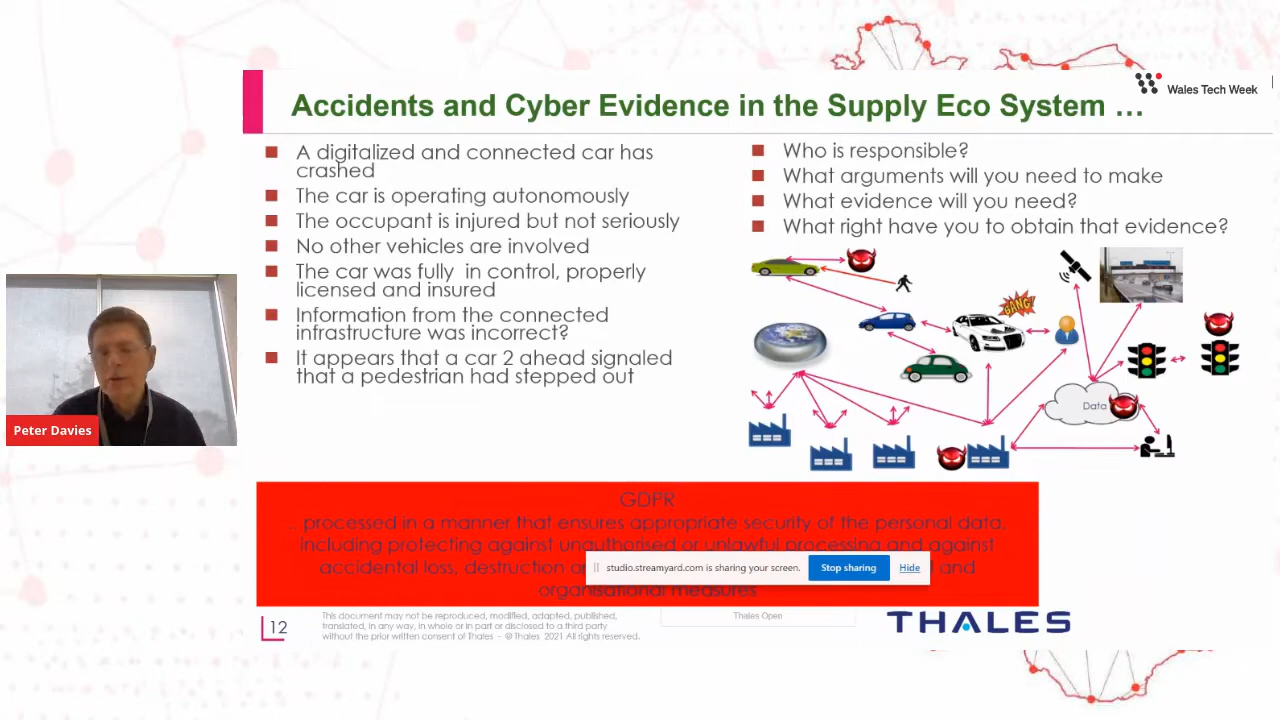 Wales Tech Week
Accidents and Cyber Evidence in the Supply Eco System ...
A digitalized and connected car has
crashed
The car is operating autonomously
The occupant is injured but not seriously
No other vehicles are involved
The car was fully in control, properly
licensed and insured
Information from the connected
infrastructure was incorrect?
It appears that a car 2 ahead signaled
that a pedestrian had stepped out
Who is responsible?
What arguments will you need to make
What evidence will you need?
What right have you to obtain that evidence?
BANG!
Data
Peter Davies
GDPR
.. processed in a manner that ensures appropriate security of the personal data,
including protecting against unauthorised or unlawful processing and against
accidental loss, destruction or and
organisational measures
studio.streamyard.com is sharing your screen.
Stop sharing
Hide
12
This document may not be reproduced, modified, adapted, published,
translated, in any way, in whole or in part or disclosed to a third party
without the prior written consent of Thales - © Thales 2021 All rights reserved.
Thales Open
THALES